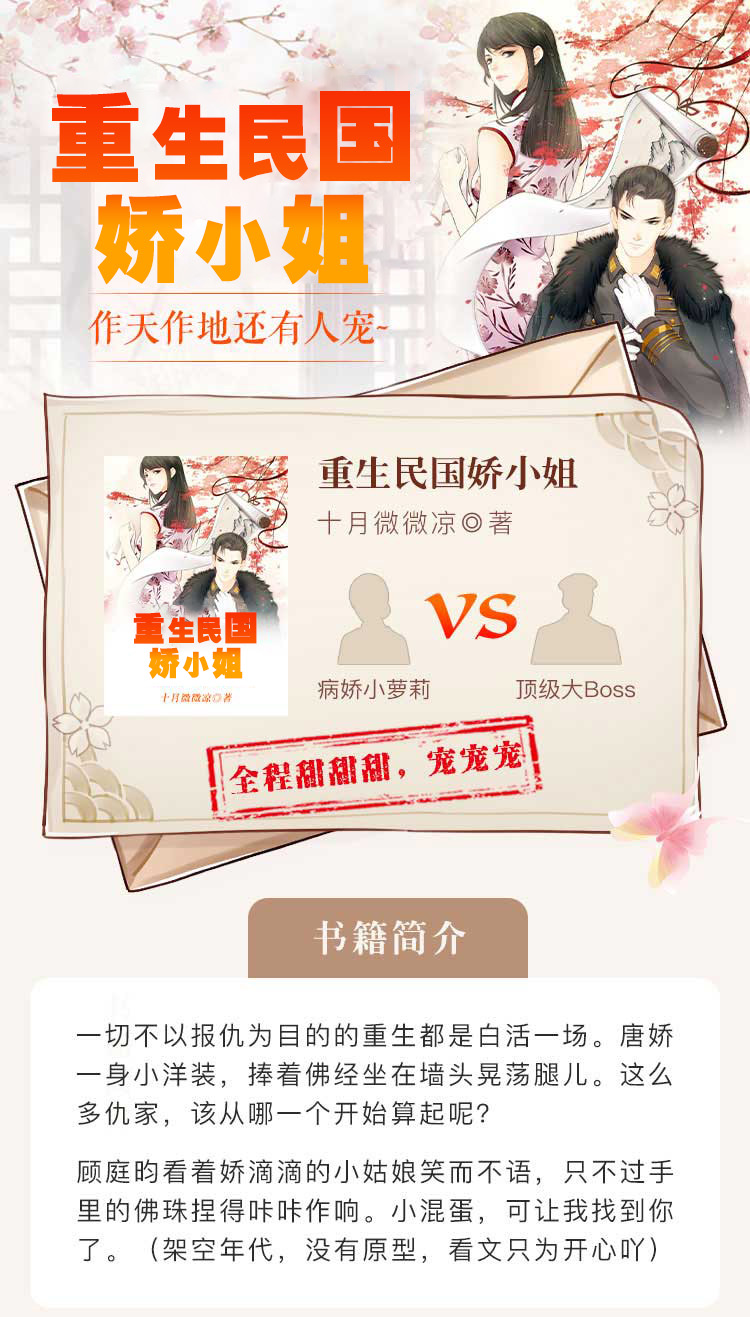 重生民国
娇小姐
作天作地还有人宠~
重生民国娇小姐
十月微微凉◎著
重生民国
娇小姐
十月微微凉◎著
VS
病娇小萝莉
顶级大Boss
全程甜甜甜，宠宠宠
书籍简介
一切不以报仇为目的的重生都是白活一场。唐娇
一身小洋装，捧着佛经坐在墙头晃荡腿儿。这么
多仇家，该从哪一个开始算起呢？
顾庭昀看着娇滴滴的小姑娘笑而不语，只不过手
里的佛珠捏得咔咔作响。小混蛋，可让我找到你
了。（架空年代，没有原型，看文只为开心吖）